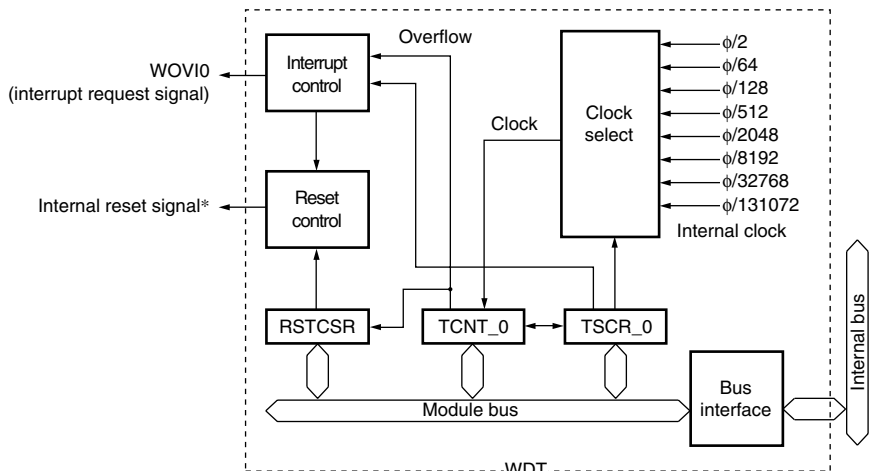 Overflow
WOVI0
(interrupt request signal)
Interrupt
control
Clock
Clock
select
ϕ/2
ϕ/64
ϕ/128
ϕ/512
ϕ/2048
ϕ/8192
ϕ/32768
ϕ/131072
Internal clock
Internal reset signal*
Reset
control
RSTCSR
TCNT_0
TSCR_0
Module bus
Bus
interface
Internal bus
WDT